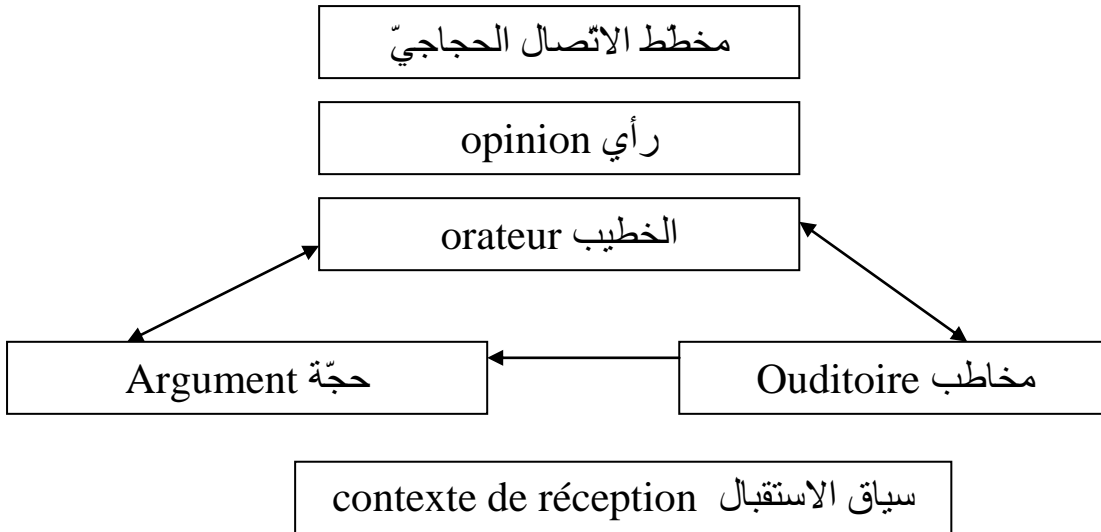 مخطّط الاتّصال الحجاجيّ
رأي opinion
الخطيب orateur
مخاطب Ouditoire
حجّة Argument
سياق الاستقبال contexte de réception